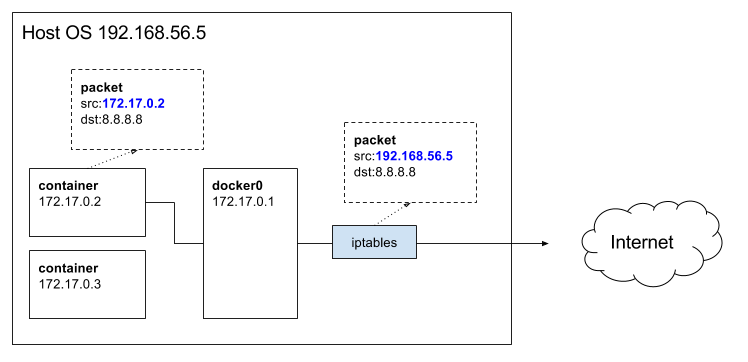 Host OS 192.168.56.5
packet
src:172.17.0.2
dst:8.8.8.8
packet
src:192.168.56.5
dst:8.8.8.8
container
172.17.0.2
docker0
172.17.0.1
iptables
Internet
container
172.17.0.3